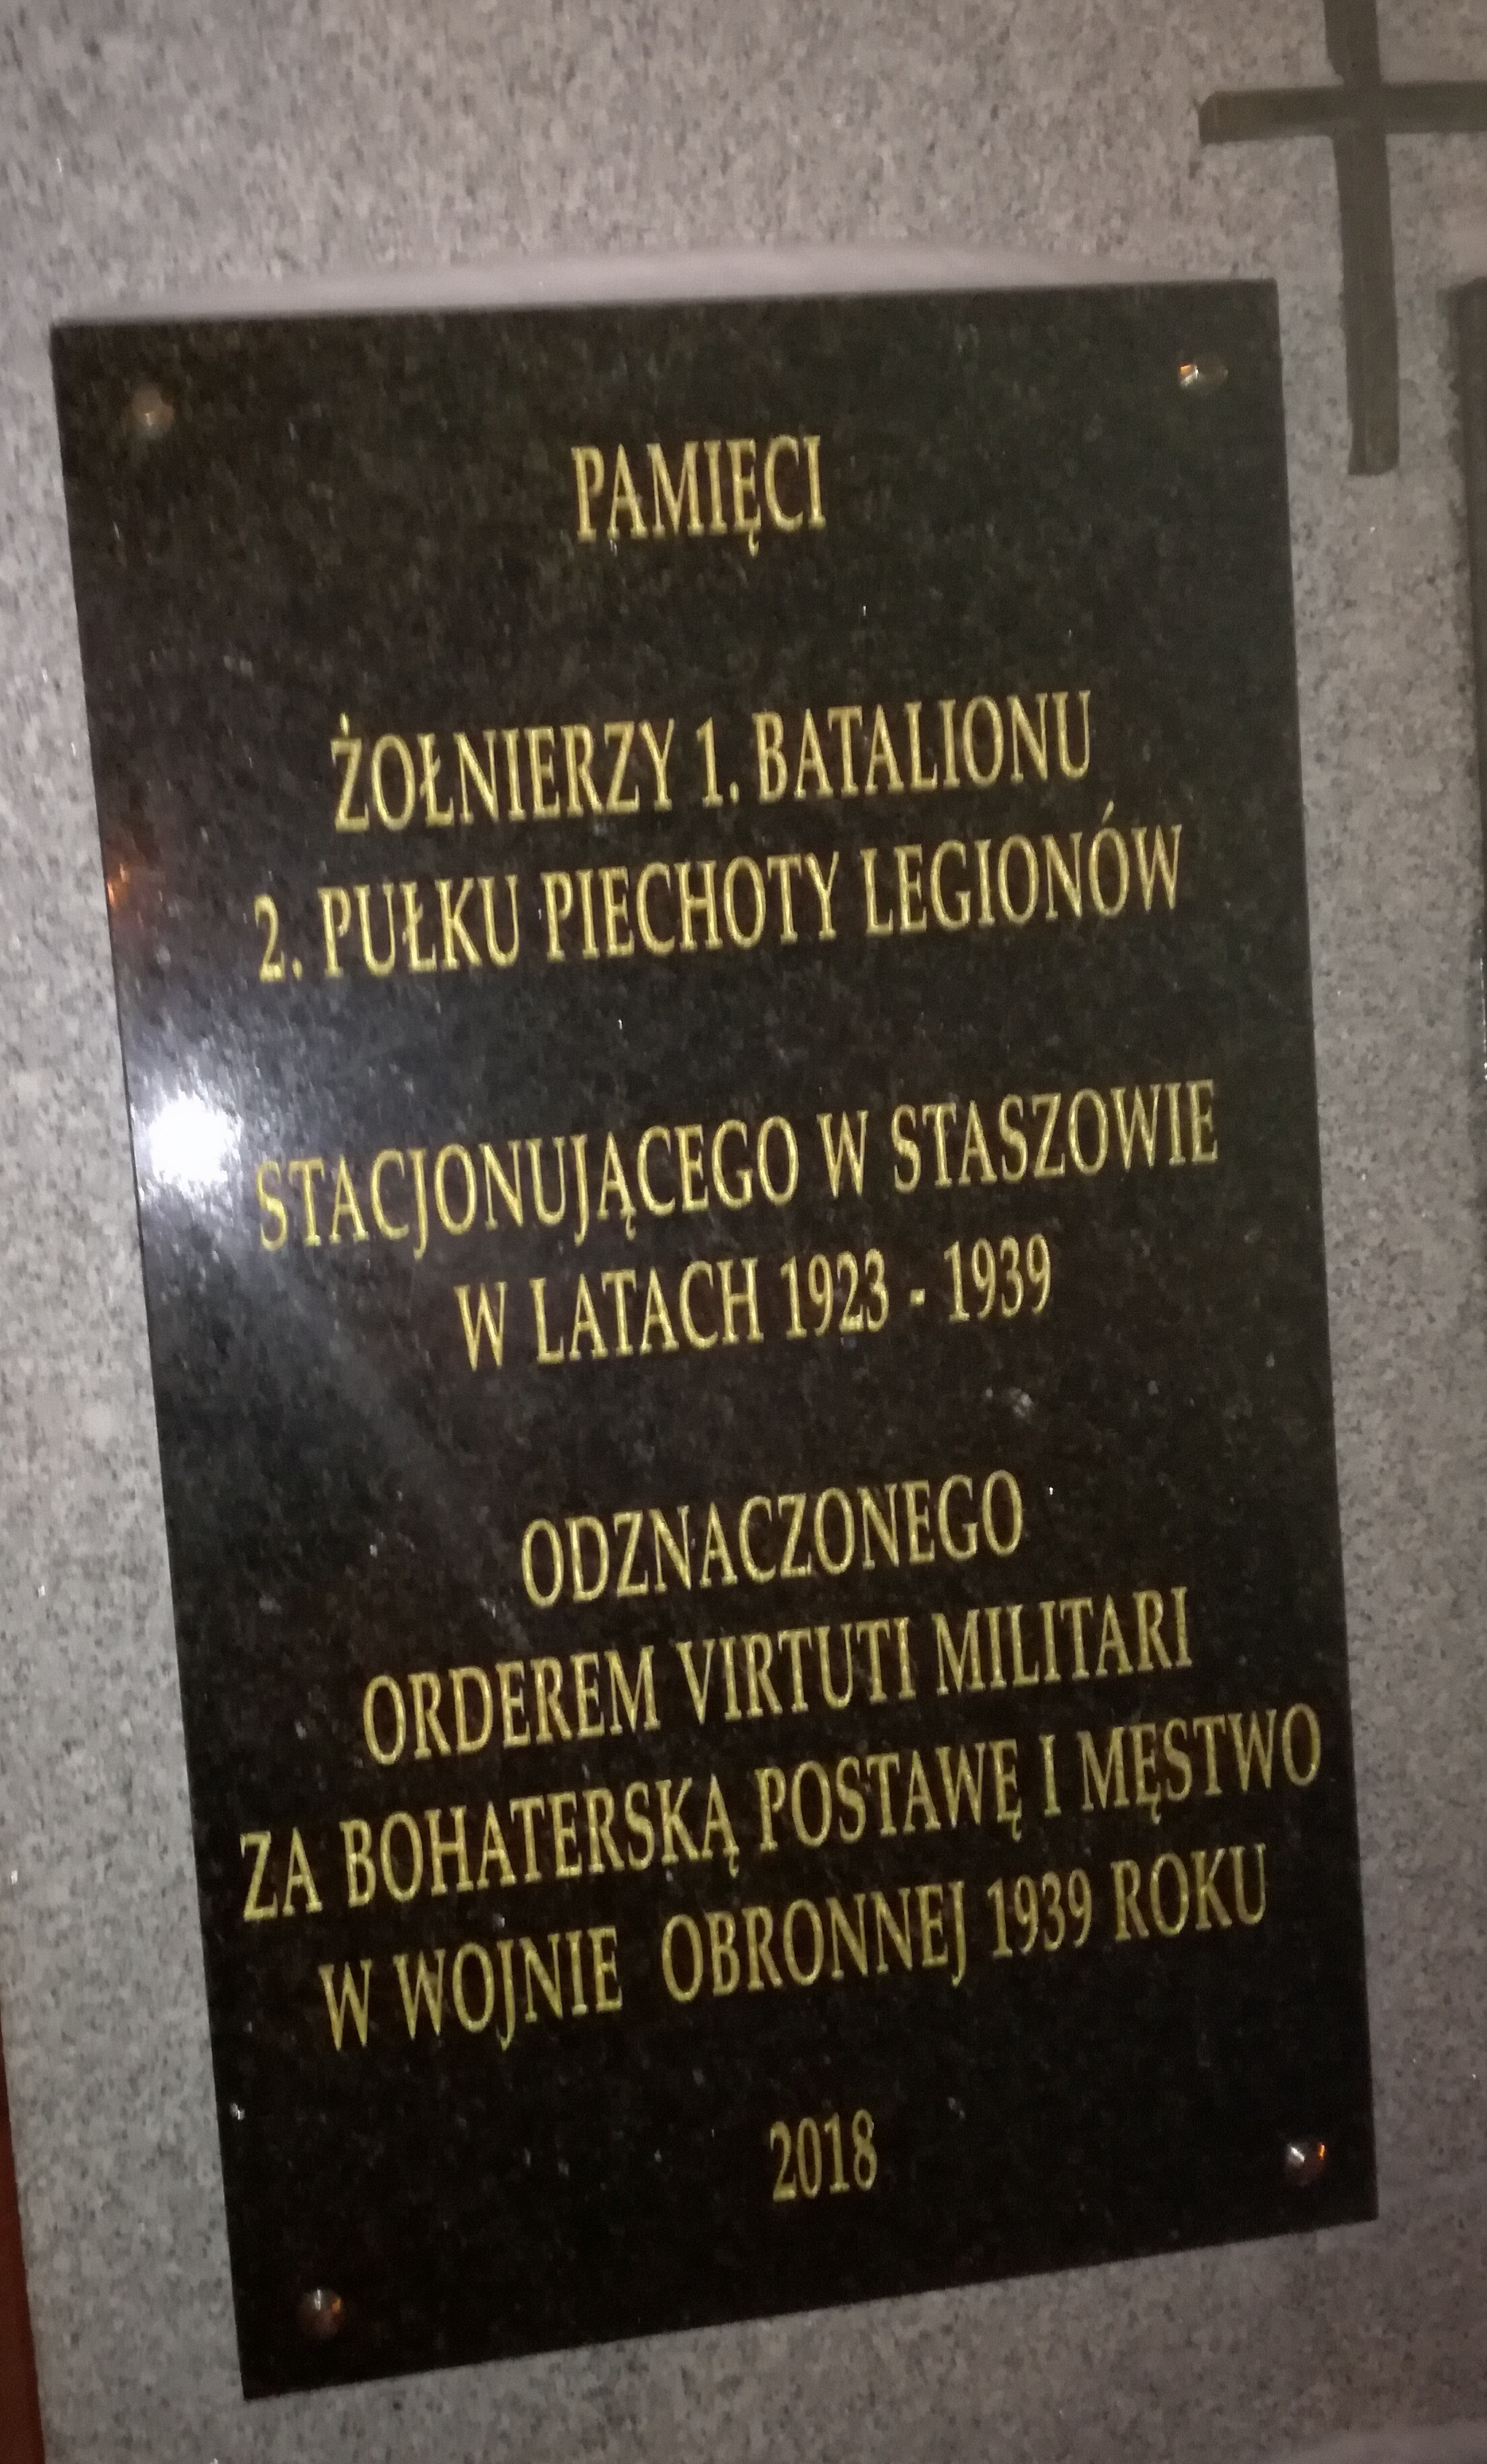 PAMIĘCI
ŻOŁNIERZY 1. BATALIONU
2. PUŁKU PIECHOTY LEGIONÓW
STACJONUJĄCEGO W STASZOWIE
W LATACH 1923 - 1939
ODZNACZONEGO
ORDEREM VIRTUTI MILITARI
ZA BOHATERSKĄ POSTAWĘ I MĘSTWO
W WOJNIE OBRONNEJ 1939 ROKU
2018